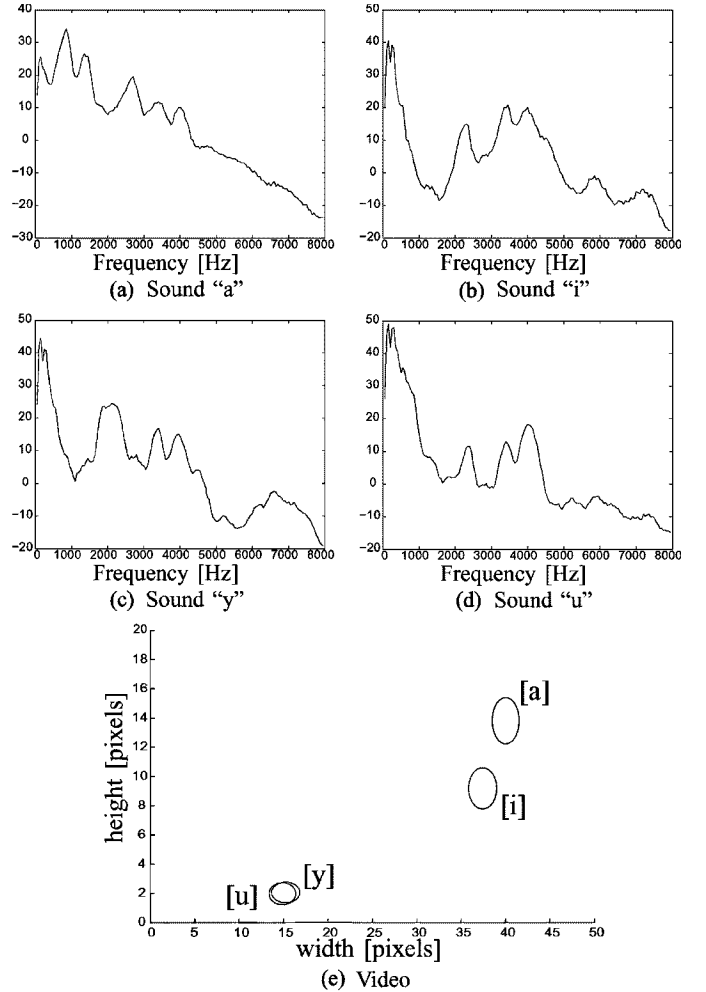 40
30
20
10
0
−10
−20
−30
0 1000 2000 3000 4000 5000 6000 7000 8000
Frequency [Hz]
(a) Sound “a”
50
40
30
20
10
0
−10
−20
0 1000 2000 3000 4000 5000 6000 7000 8000
Frequency [Hz]
(b) Sound “i”
50
40
30
20
10
0
−10
−20
0 1000 2000 3000 4000 5000 6000 7000 8000
Frequency [Hz]
(c) Sound “y”
50
40
30
20
10
0
−10
−20
0 1000 2000 3000 4000 5000 6000 7000 8000
Frequency [Hz]
(d) Sound “u”
height [pixels]
20
18
16
14
12
10
8
6
4
2
0
[a]
[i]
[y]
[u]
0 5 10 15 20 25 30 35 40 45 50
width [pixels]
(e) Video